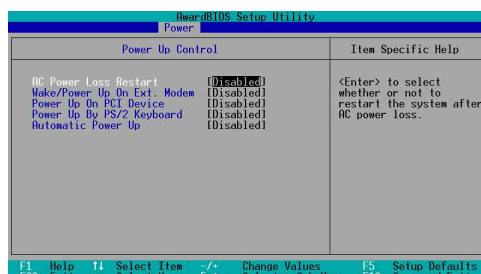 AwardBIOS Setup Utility
Power
Power Up Control
Item Specific Help
AC Power Loss Restart [Disabled]
Wake/Power Up On Ext. Modem [Disabled]
Power Up On PCI Device [Disabled]
Power Up By PS/2 Keyboard [Disabled]
Automatic Power Up [Disabled]
<Enter> to select
whether or not to
restart the system after
AC power loss.
F1 Help ↑↓ Select Item -/+ Change Values F5 Setup Defaults